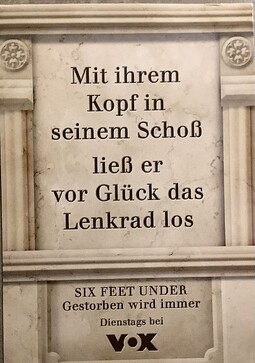 Mit ihrem
Kopf in
seinem Schoß
ließ er
vor Glück das
Lenkrad los
SIX FEET UNDER
Gestorben wird immer
Dienstags bei
VOX